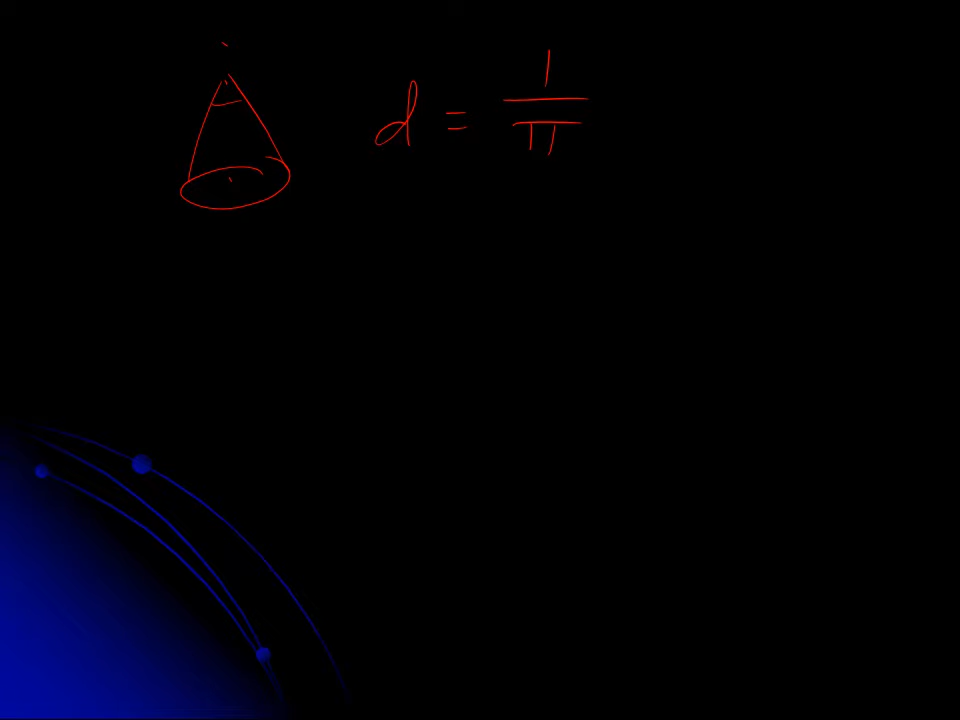 d = 1/π